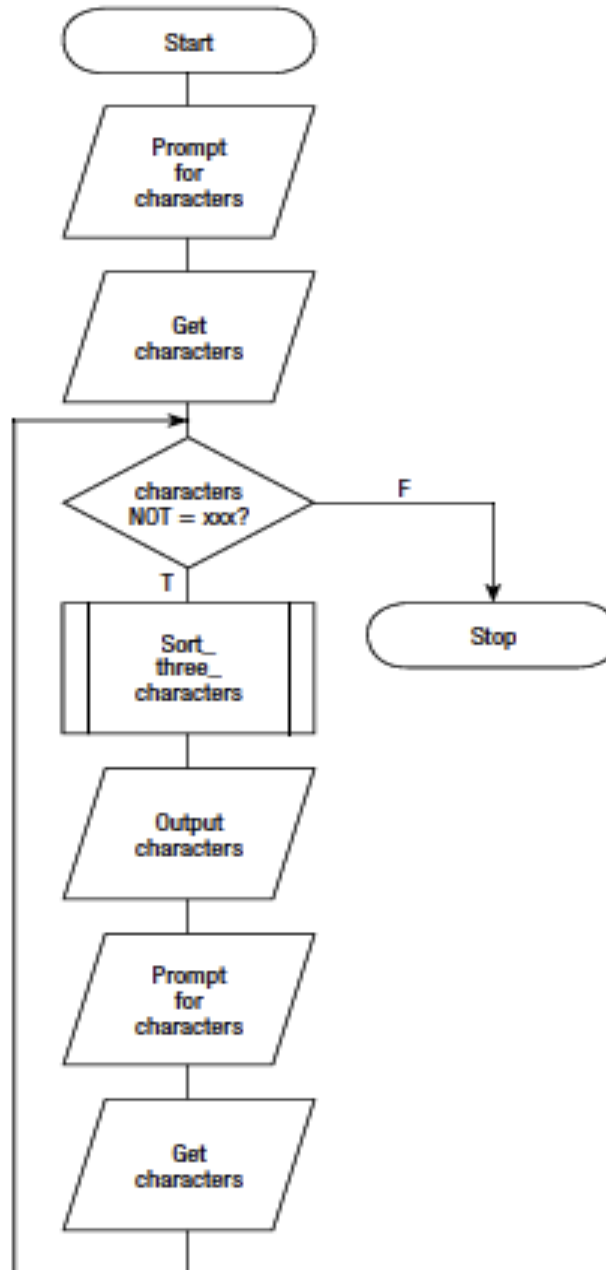 Start
Prompt
for
characters
Get
characters
characters
NOT = xxx?
F
T
Sort_
three_
characters
Stop
Output
characters
Prompt
for
characters
Get
characters